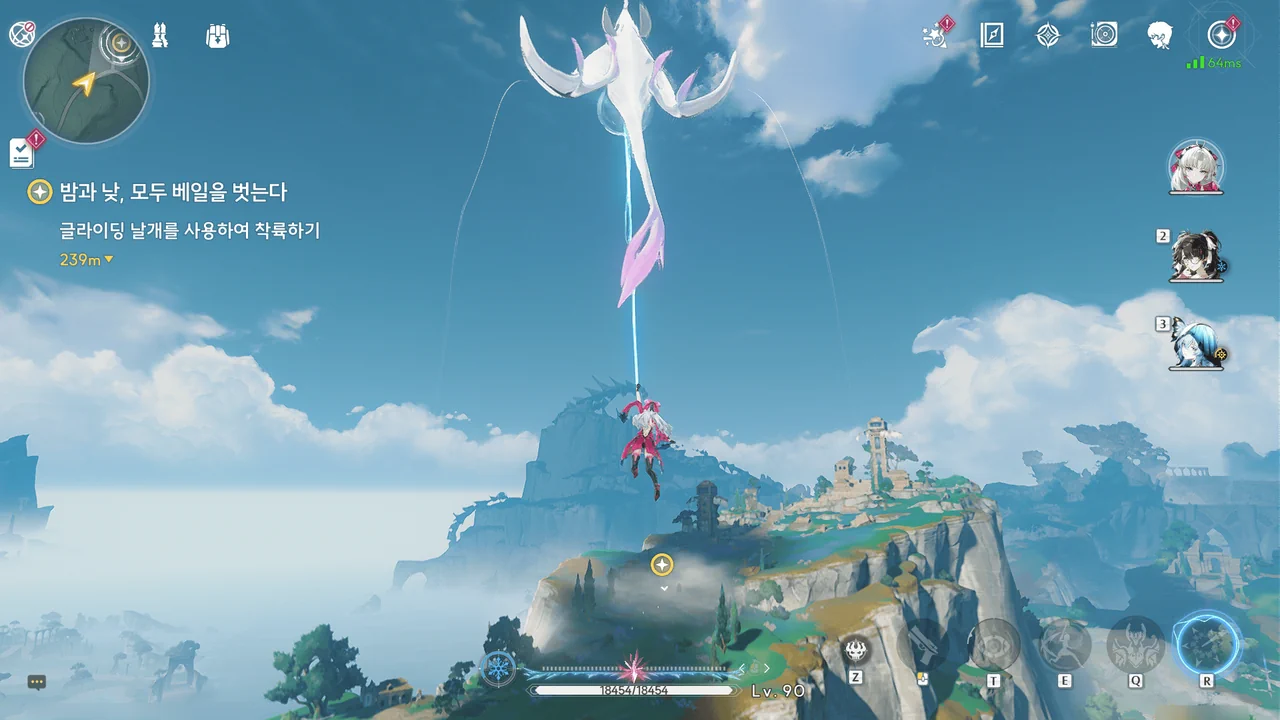 64ms
밤과 낮, 모두 베일을 벗는다
글라이딩 날개를 사용하여 착륙하기
239m
2
3
18454/18454
Lv. 90
Z
T
E
Q
R